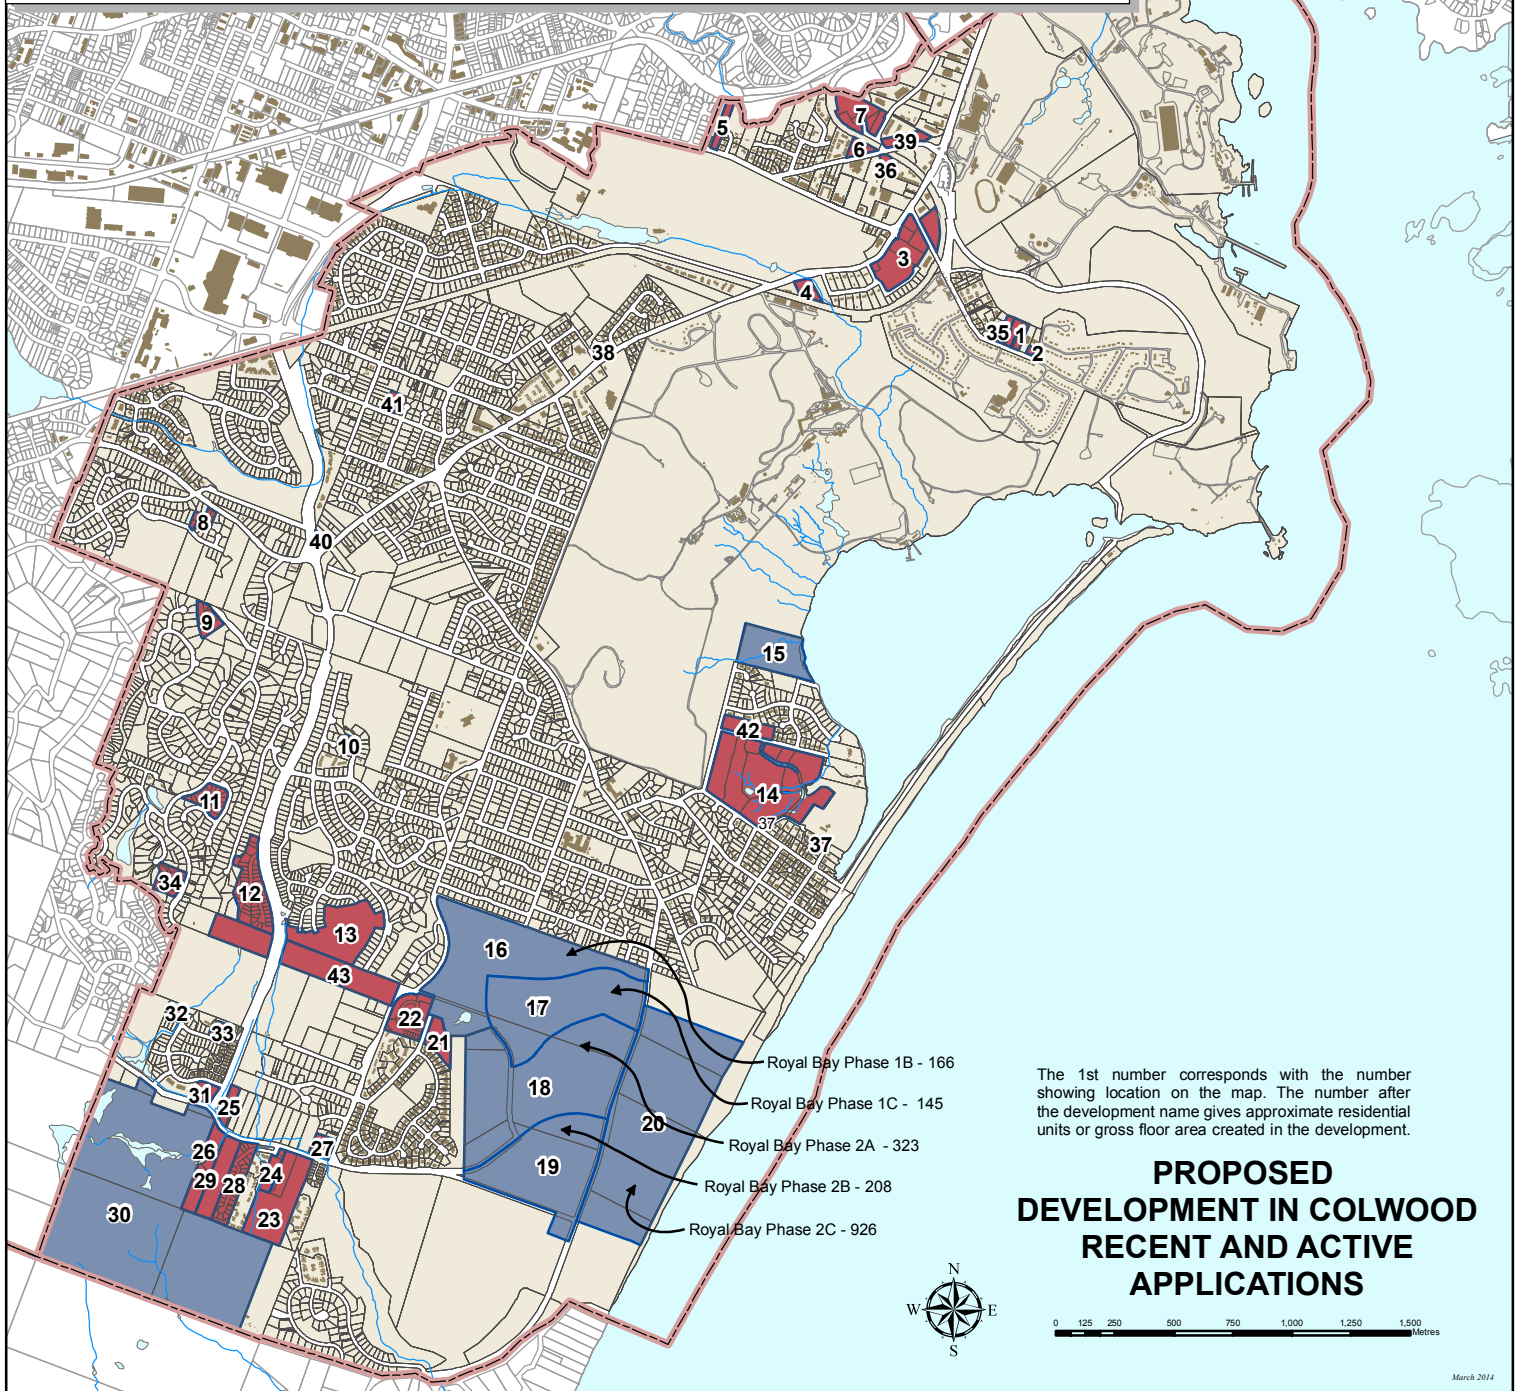 7
5
39
6
36
3
4
35
1
2
38
41
8
40
9
15
10
42
11
14
37
37
34
12
13
16
43
17
32
22
33
21
Royal Bay Phase 1B - 166
18
31
Royal Bay Phase 1C - 145
25
20
Royal Bay Phase 2A - 323
26
27
19
24
29
28
Royal Bay Phase 2B - 208
30
23
Royal Bay Phase 2C - 926
The 1st number corresponds with the number
showing location on the map. The number after
the development name gives approximate residential
units or gross floor area created in the development.
PROPOSED
DEVELOPMENT IN COLWOOD
RECENT AND ACTIVE
APPLICATIONS
N
W E
S
0 125 250 500 750 1,000 1,250 1,500
Metres
March 2014